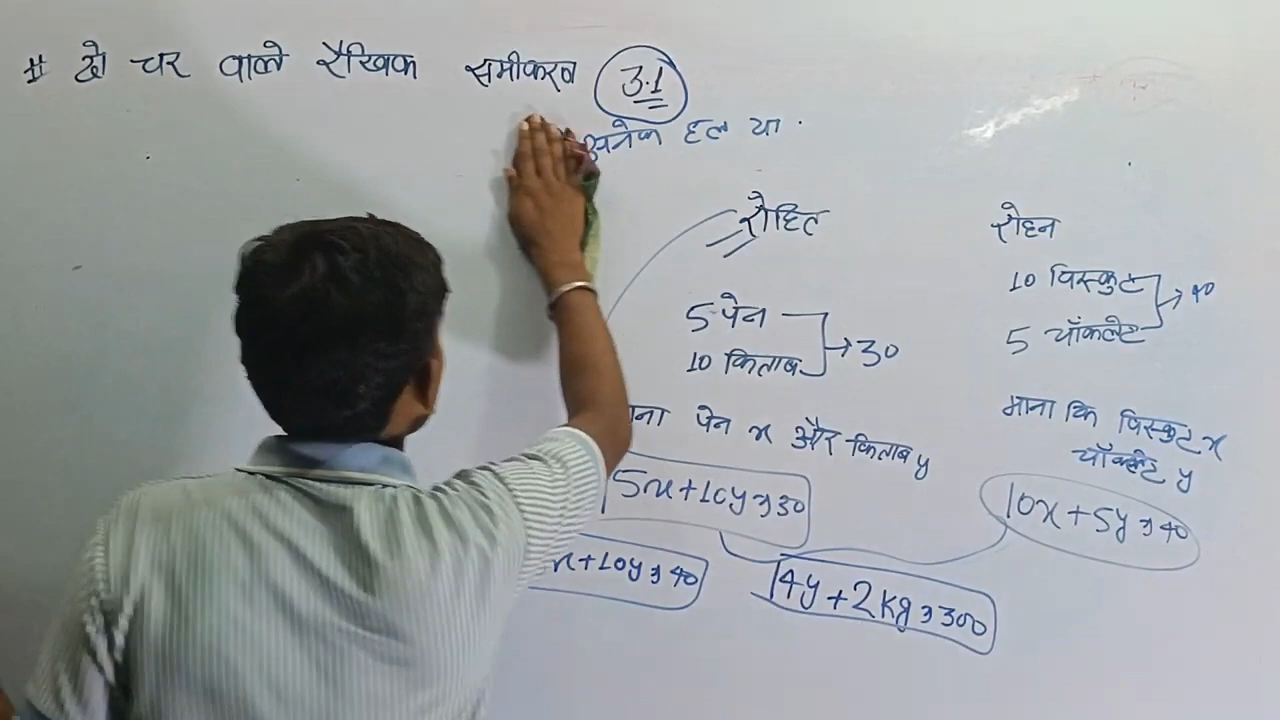 # दो चर वाले रैखिक समीकरण 3.1
अनेक हल या
रोहित
5 पेन
10 किताब → 30
माना पेन x और किताब y
5x+10y=30
x+10y=40
4y+2kg=300
रोहन
10 बिस्कुट
5 चॉकलेट → 40
माना कि बिस्कुट x
चॉकलेट y
10x+5y=40